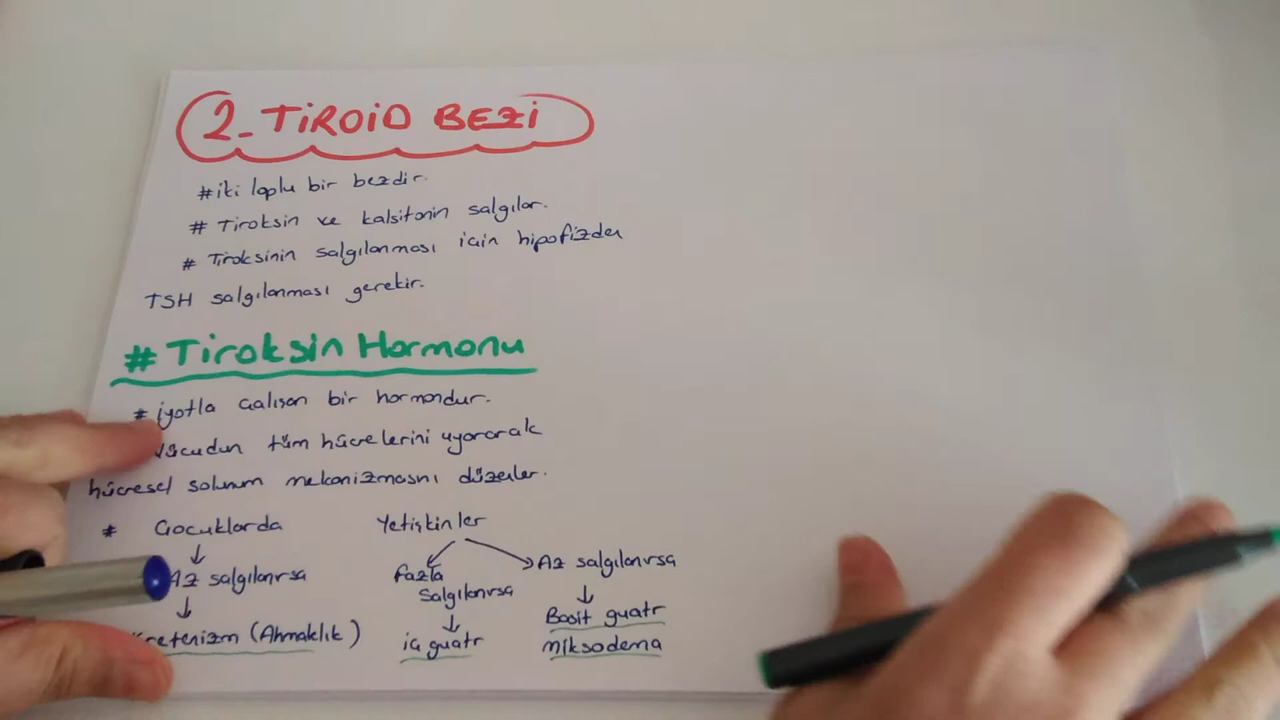 2- TİROİD BEZİ
#iki loplu bir bezdir.
# Tiroksin ve kalsitonin salgılar.
# Tiroksinin salgılanması için hipofizden
TSH salgılanması gerekir.
# Tiroksin Hormonu
# iyotla çalışan bir hormondur.
Vücudun tüm hücrelerini uyararak
hücresel solunum mekanizmasını düzenler.
* Çocuklarda Yetişkinler
Az salgılanırsa fazla salgılanırsa Az salgılanırsa
kretenizm (Ahmaklık) iç guatr Basit guatr
miksodema